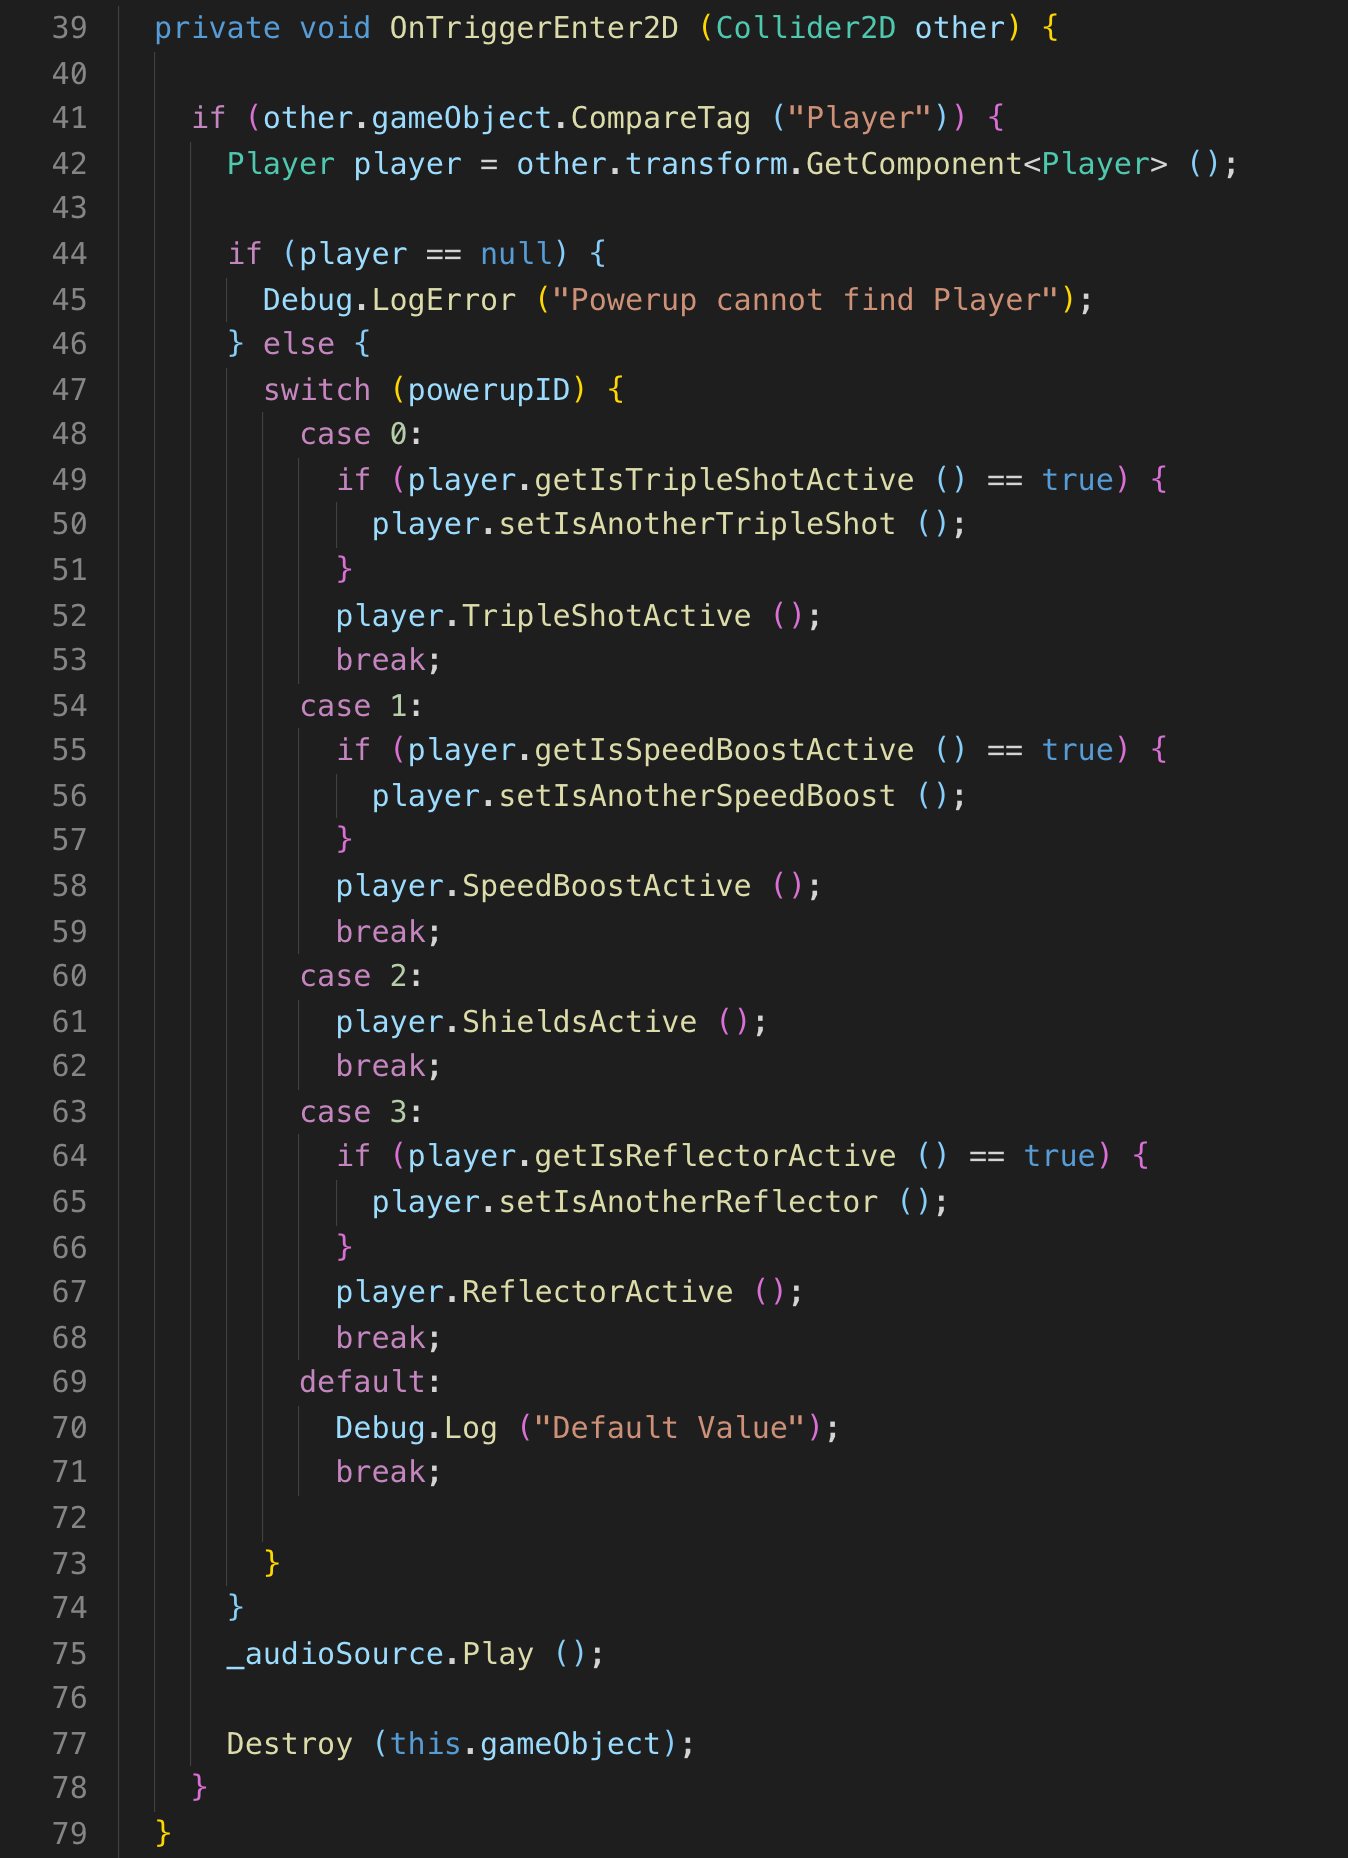 39 private void OnTriggerEnter2D (Collider2D other) {
40
41 if (other.gameObject.CompareTag ("Player")) {
42 Player player = other.transform.GetComponent<Player> ();
43
44 if (player == null) {
45 Debug.LogError ("Powerup cannot find Player");
46 } else {
47 switch (powerupID) {
48 case 0:
49 if (player.getIsTripleShotActive () == true) {
50 player.setIsAnotherTripleShot ();
51 }
52 player.TripleShotActive ();
53 break;
54 case 1:
55 if (player.getIsSpeedBoostActive () == true) {
56 player.setIsAnotherSpeedBoost ();
57 }
58 player.SpeedBoostActive ();
59 break;
60 case 2:
61 player.ShieldsActive ();
62 break;
63 case 3:
64 if (player.getIsReflectorActive () == true) {
65 player.setIsAnotherReflector ();
66 }
67 player.ReflectorActive ();
68 break;
69 default:
70 Debug.Log ("Default Value");
71 break;
72
73 }
74 }
75 _audioSource.Play ();
76
77 Destroy (this.gameObject);
78 }
79 }